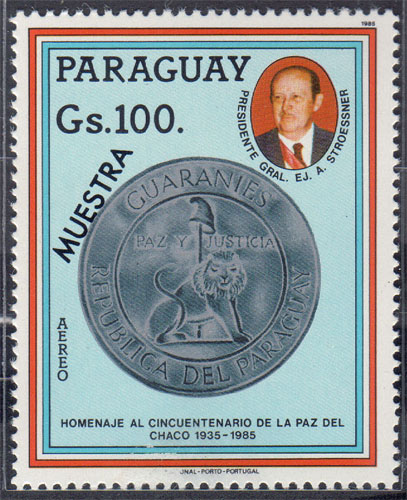 1986
PARAGUAY
Gs.100.
PRESIDENTE GRAL. EJ. A. STROESSNER
MUESTRA
GUARANIES
PAZ Y JUSTICIA
REPUBLICA DEL PARAGUAY
AEREO
HOMENAJE AL CINCUENTENARIO DE LA PAZ DEL
CHACO 1935-1985
JNAL-PORTO-PORTUGAL